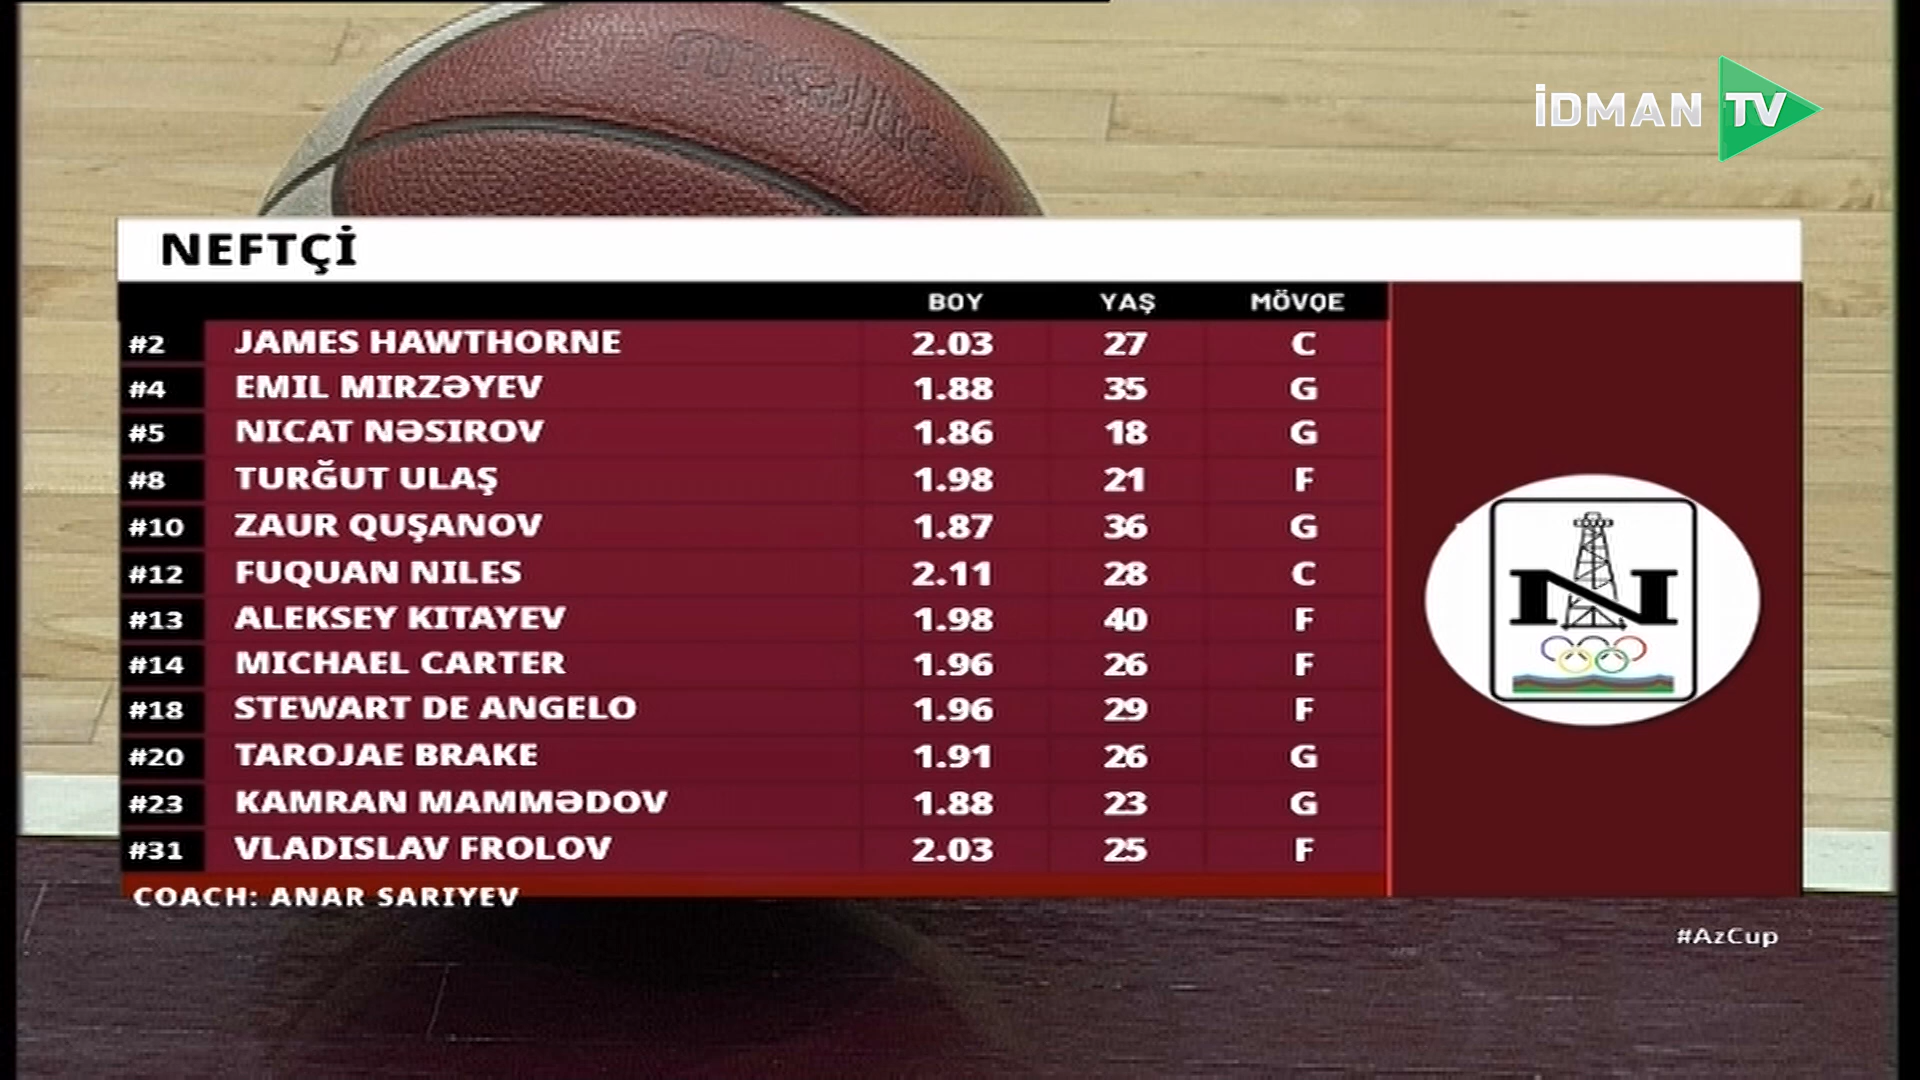 İDMAN TV
NEFTÇİ
BOY YAŞ MÖVQE
#2 JAMES HAWTHORNE 2.03 27 C
#4 EMIL MIRZƏYEV 1.88 35 G
#5 NICAT NƏSIROV 1.86 18 G
#8 TURĞUT ULAŞ 1.98 21 F
#10 ZAUR QUŞANOV 1.87 36 G
#12 FUQUAN NILES 2.11 28 C
#13 ALEKSEY KITAYEV 1.98 40 F
#14 MICHAEL CARTER 1.96 26 F
#18 STEWART DE ANGELO 1.96 29 F
#20 TAROJAE BRAKE 1.91 26 G
#23 KAMRAN MAMMƏDOV 1.88 23 G
#31 VLADISLAV FROLOV 2.03 25 F
COACH: ANAR SARIYEV
N
#AzCup